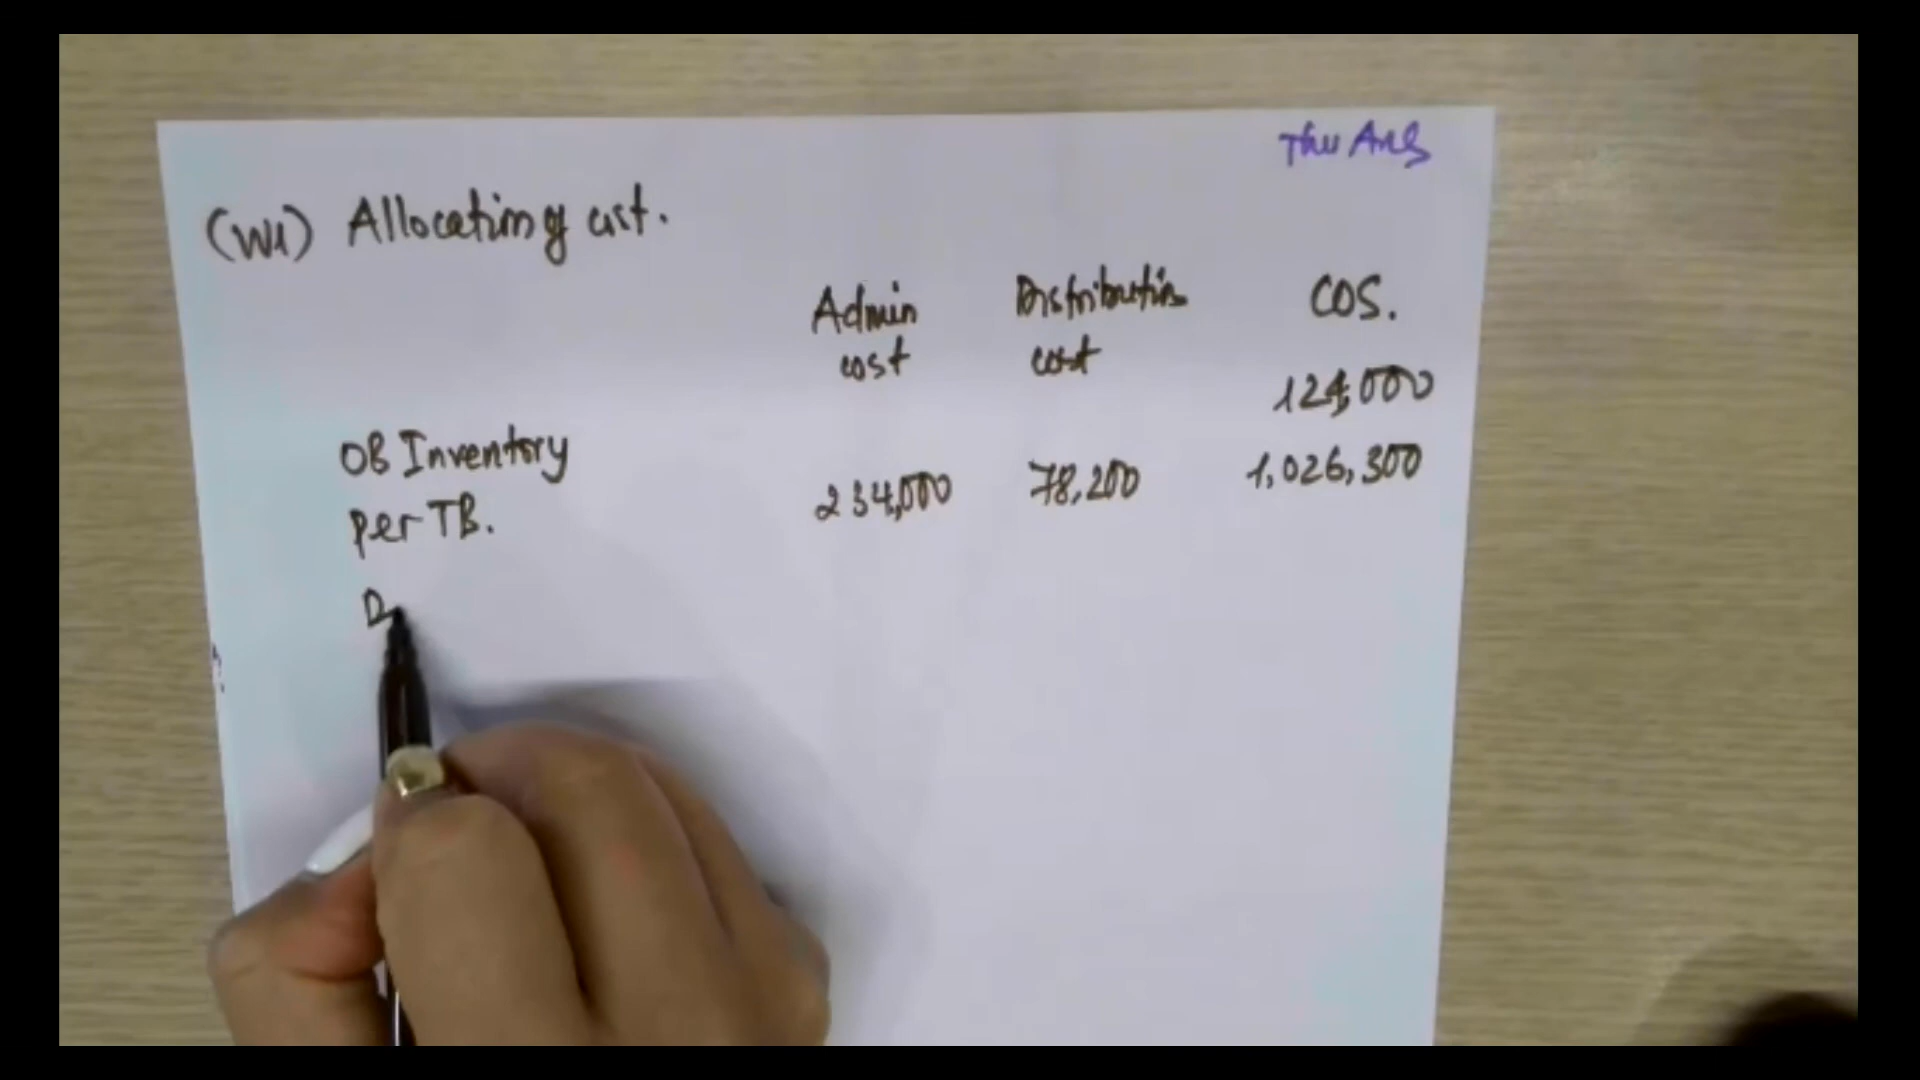 Thu Ang
(W1) Allocating cost.
Admin cost
Distribution cost
COS.
OB Inventory 124,000
per TB. 234,000 78,200 1,026,300
D